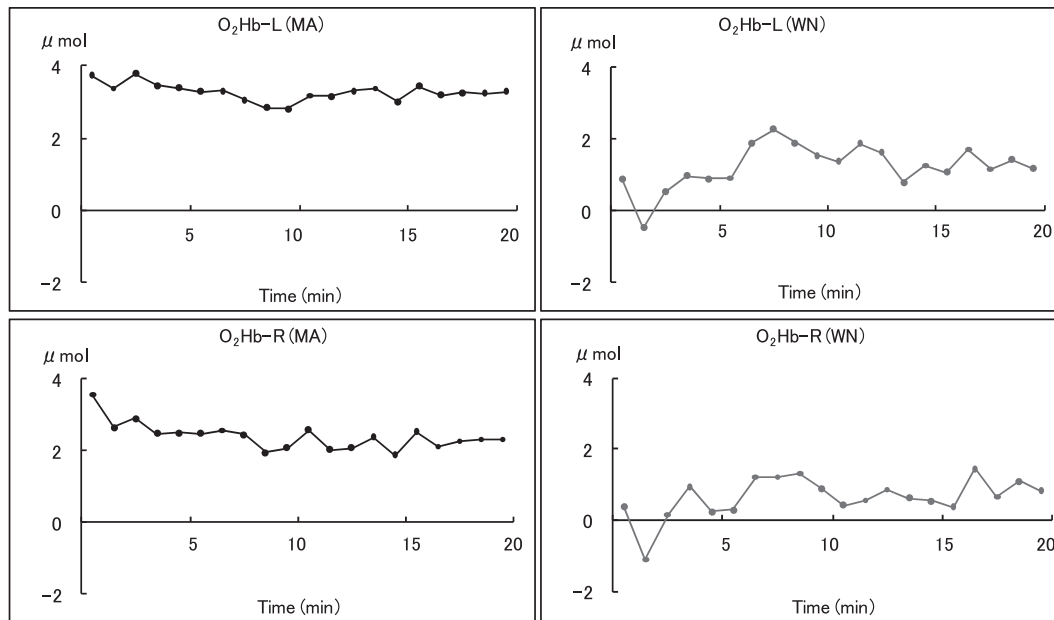 O₂Hb-L (MA)
μ mol
4
2
0
5
10
15
20
-2
Time (min)
O₂Hb-L (WN)
μ mol
4
2
0
5
10
15
20
-2
Time (min)
O₂Hb-R (MA)
μ mol
4
2
0
5
10
15
20
-2
Time (min)
O₂Hb-R (WN)
μ mol
4
2
0
5
10
15
20
-2
Time (min)